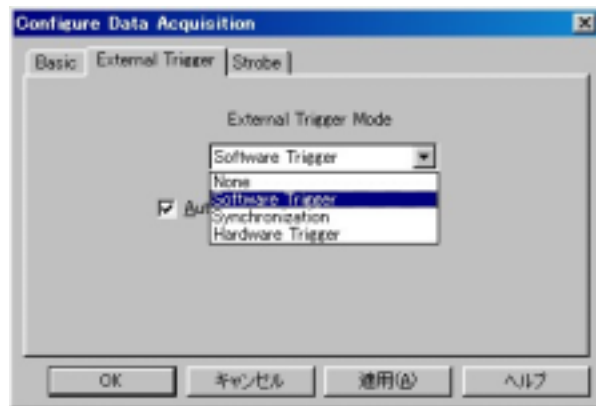 Configure Data Acquisition
Basic External Trigger Strobe
External Trigger Mode
Software Trigger
None
Software Trigger
Aut
Synchronization
Hardware Trigger
OK キャンセル 適用(A) ヘルプ